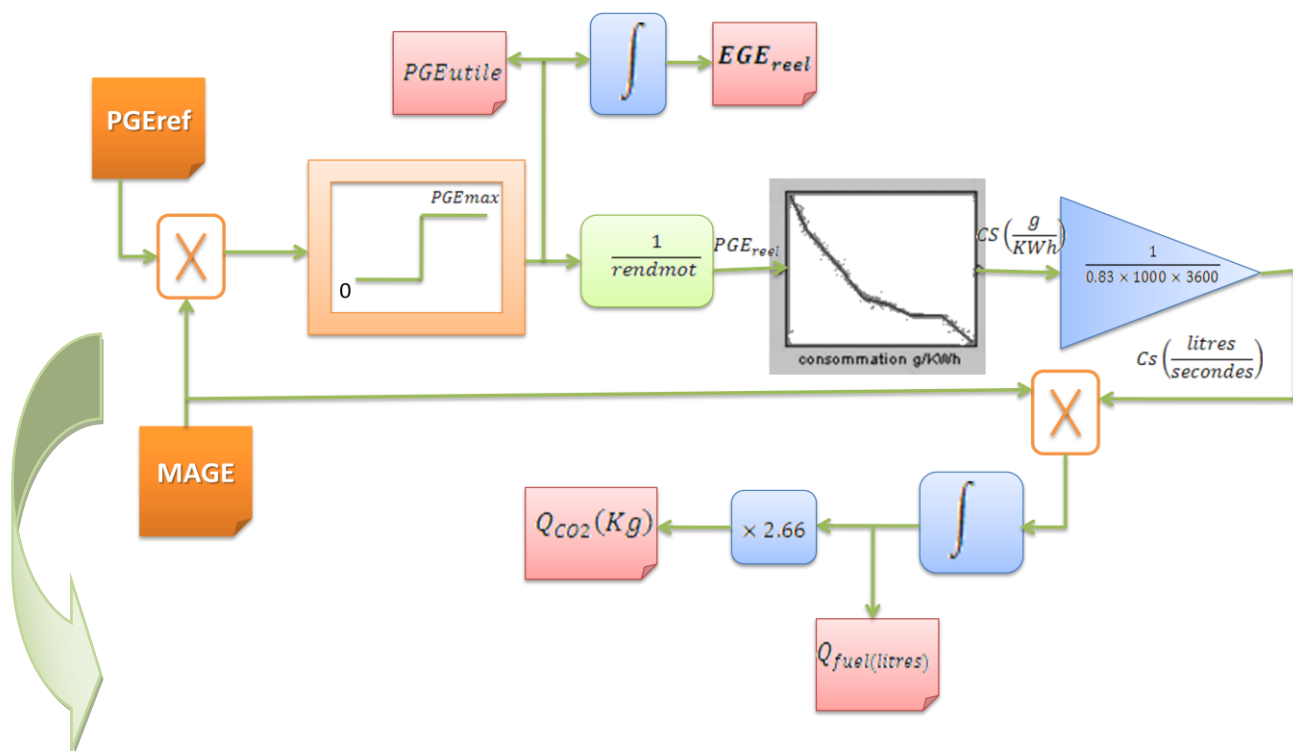 PGEutile
∫
EGE_reel
PGEref
X
PGEmax
0
1
rendmot
PGE_reel
consommation g/KWh
CS (g/KWh)
1
0.83 × 1000 × 3600
Cs (litres/secondes)
X
MAGE
Q_CO2(Kg)
× 2.66
∫
Q_fuel(litres)